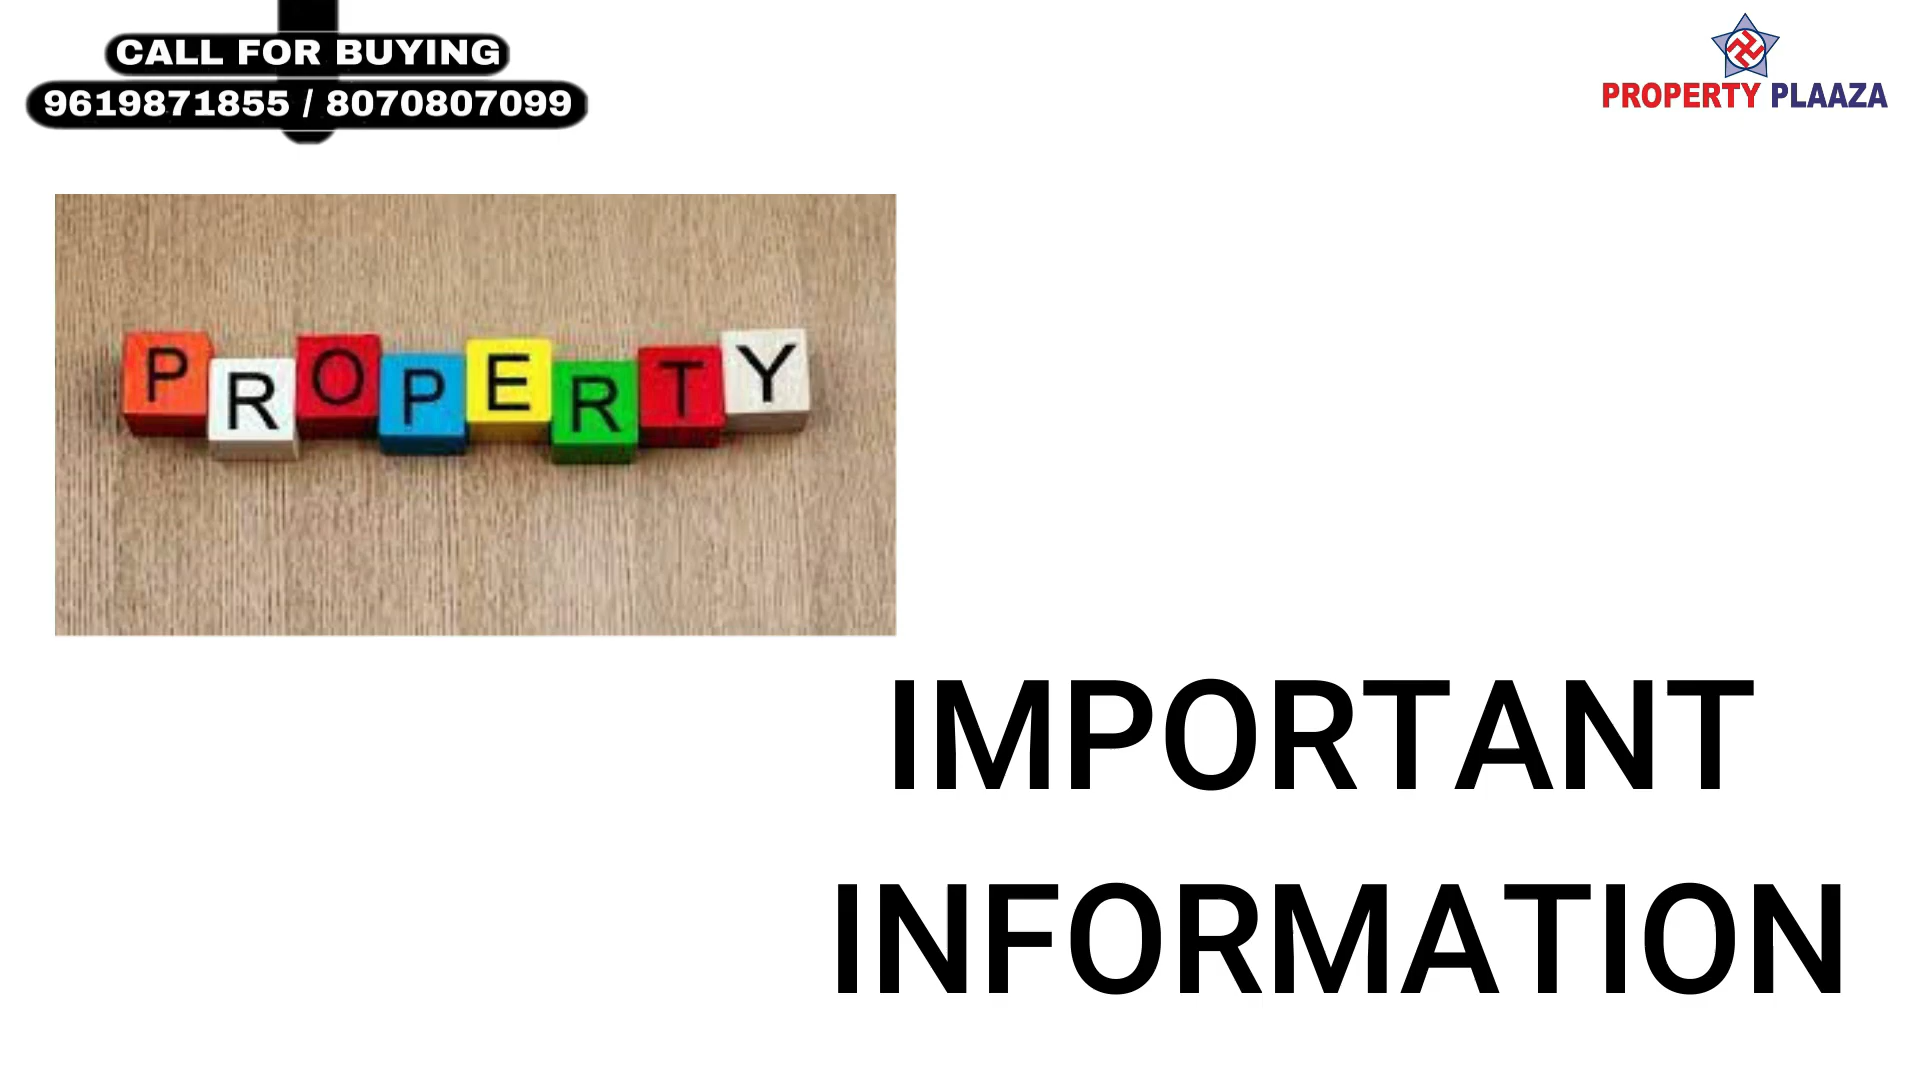 CALL FOR BUYING
9619871855 / 8070807099
PROPERTY PLAAZA
PROPERTY
IMPORTANT
INFORMATION